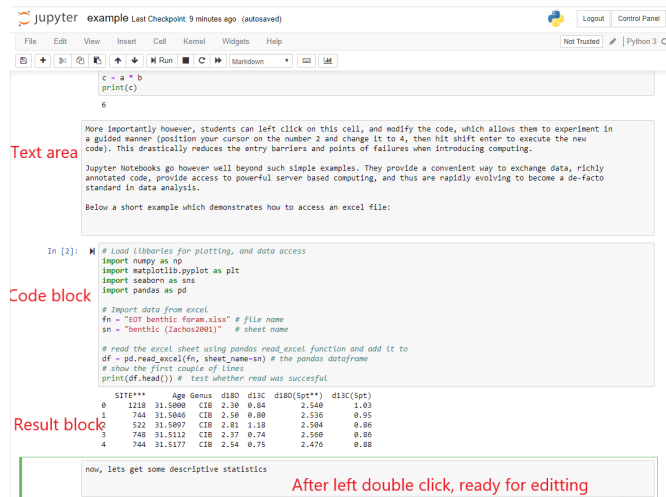 jupyter example Last Checkpoint: 9 minutes ago (autosaved)
Logout Control Panel
File Edit View Insert Cell Kernel Widgets Help
Not Trusted Python 3
Run Markdown
c = a * b
print(c)
6
More importantly however, students can left click on this cell, and modify the code, which allows them to experiment in
a guided manner (position your cursor on the number 2 and change it to 4, then hit shift enter to execute the new
code). This drastically reduces the entry barriers and points of failures when introducing computing.
Text area
Jupyter Notebooks go however well beyond such simple examples. They provide a convenient way to exchange data, richly
annotated code, provide access to powerful server based computing, and thus are rapidly evolving to become a de-facto
standard in data analysis.
Below a short example which demonstrates how to access an excel file:
In [2]:
# Load libbaries for plotting, and data access
import numpy as np
import matplotlib.pyplot as plt
import seaborn as sns
import pandas as pd
Code block
# Import data from excel
fn = "EOT benthic foram.xlsx" # file name
sn = "benthic (Zachos2001)" # sheet name
# read the excel sheet using pandas read_excel function and add it to
df = pd.read_excel(fn, sheet_name=sn) # the pandas dataframe
# show the first couple of lines
print(df.head()) # test whether read was succesful
SITE*** Age Genus d18O d13C d18O(5pt**) d13C(5pt)
0 1218 31.5000 CIB 2.30 0.84 2.540 1.03
1 744 31.5046 CIB 2.50 0.80 2.536 0.95
Result block
2 522 31.5097 CIB 2.81 1.18 2.504 0.86
3 748 31.5112 CIB 2.37 0.74 2.560 0.86
4 744 31.5177 CIB 2.54 0.75 2.476 0.88
now, lets get some descriptive statistics
After left double click, ready for editting